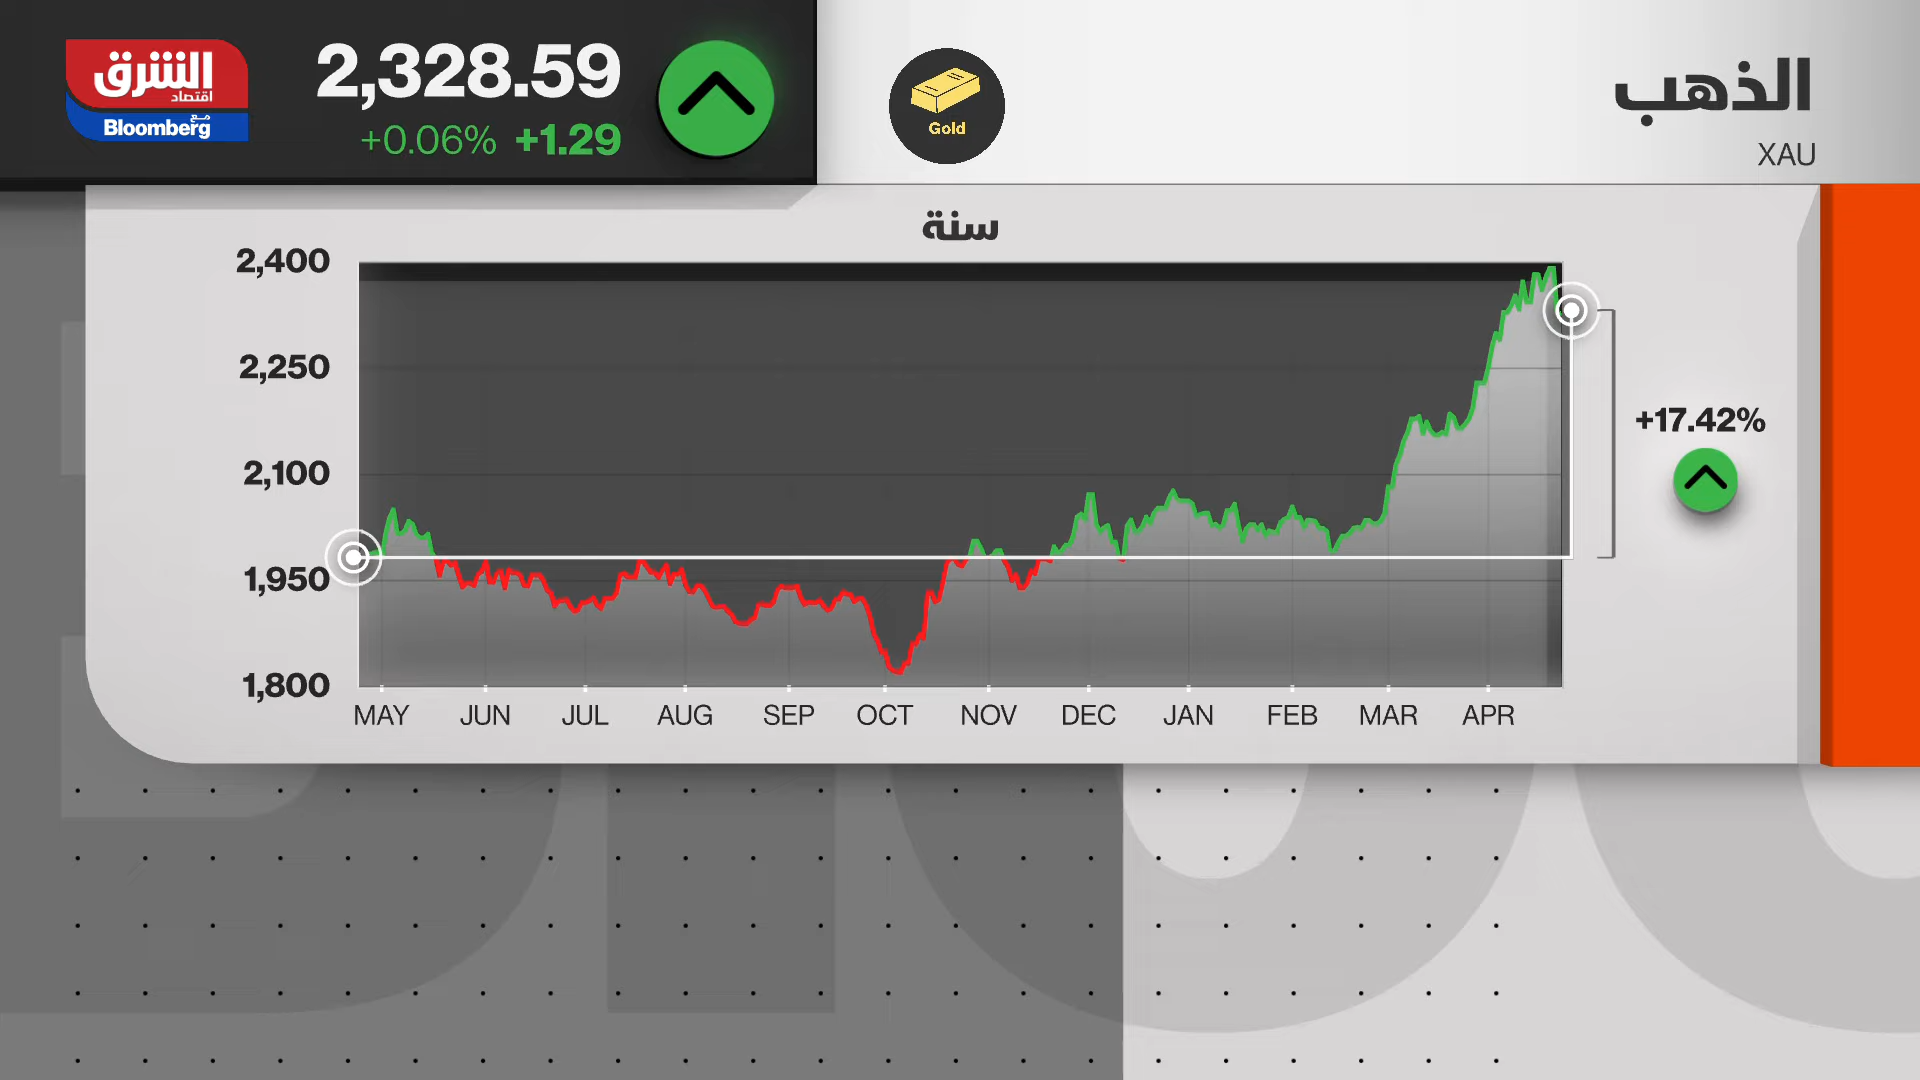 الشرق
اقتصاد
مع
Bloomberg
2,328.59
+0.06% +1.29
Gold
الذهب
XAU
سنة
2,400
2,250
2,100
1,950
1,800
MAY JUN JUL AUG SEP OCT NOV DEC JAN FEB MAR APR
+17.42%